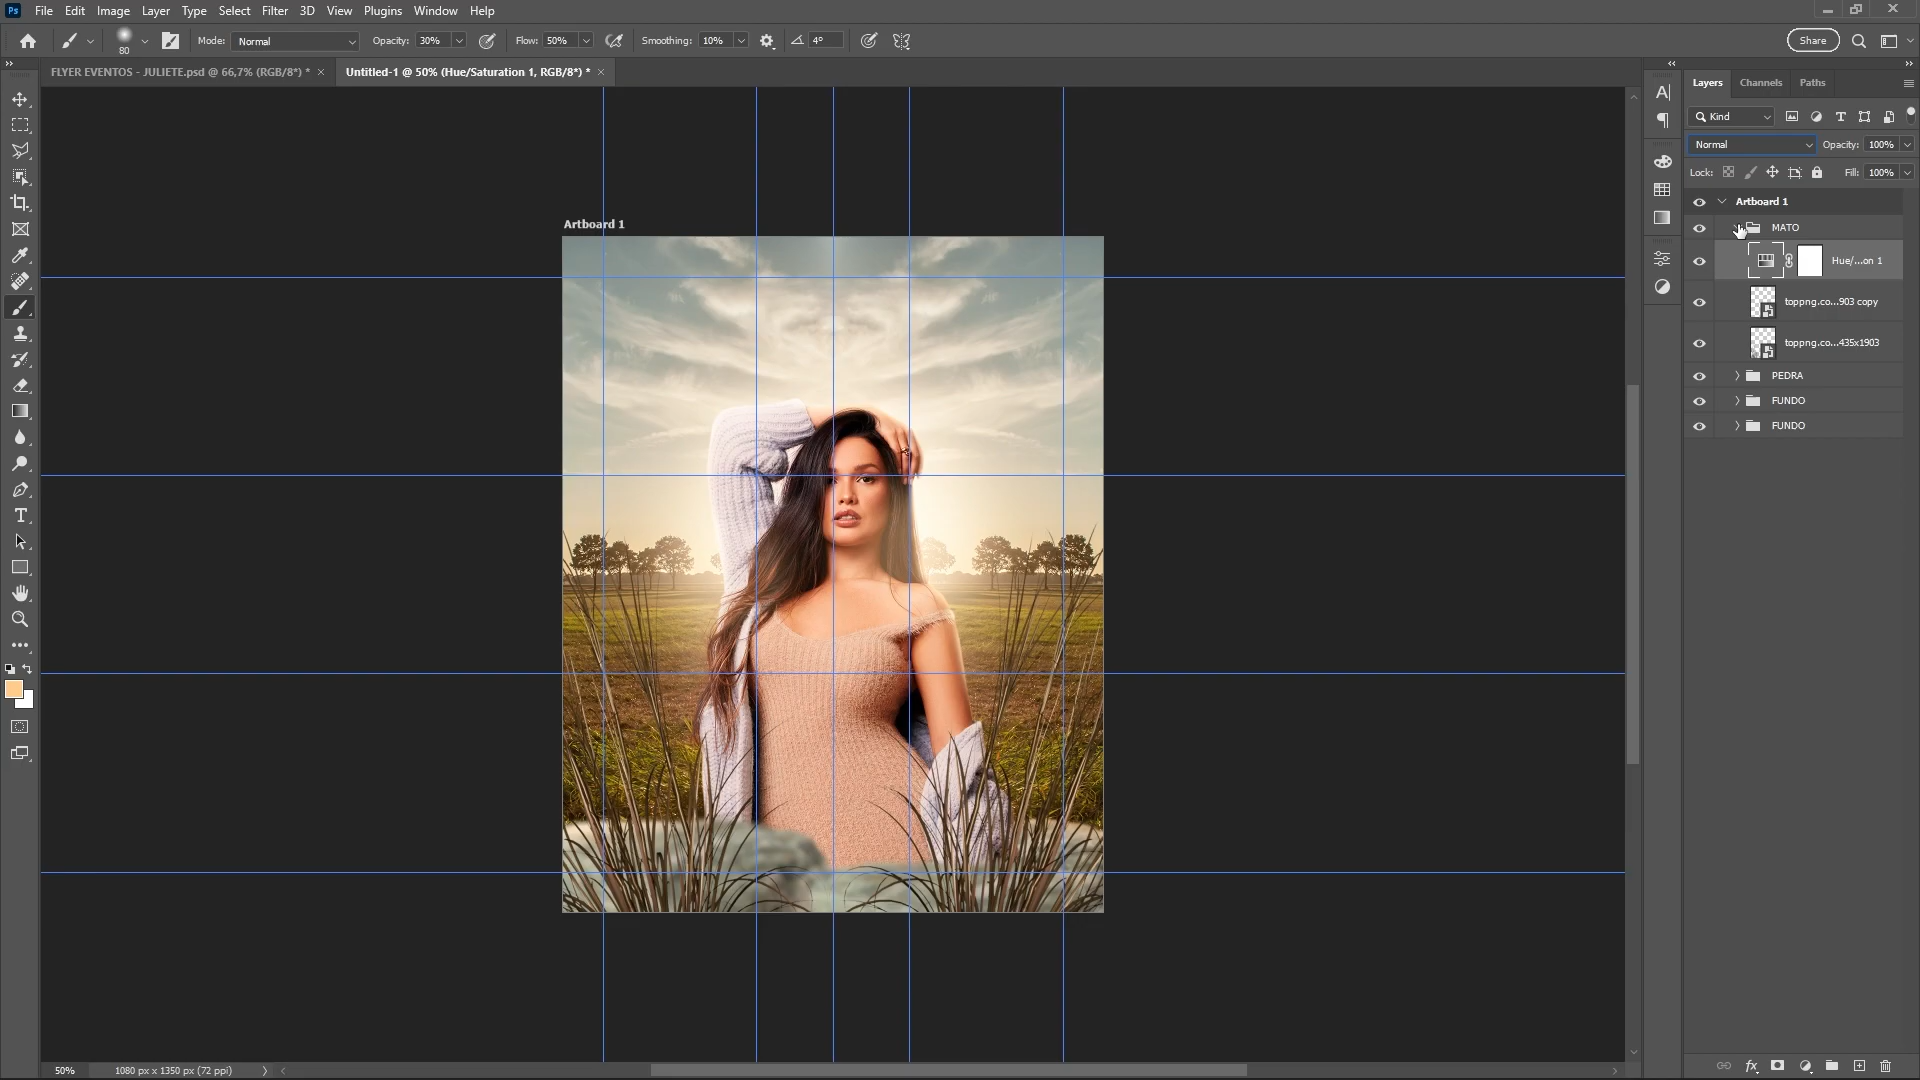 Ps File Edit Image Layer Type Select Filter 3D View Plugins Window Help
80 Mode: Normal Opacity: 30% Flow: 50% Smoothing: 10% 4° Share
FLYER EVENTOS - JULIETE.psd @ 66,7% (RGB/8*) * × Untitled-1 @ 50% (Hue/Saturation 1, RGB/8*) * ×
Layers Channels Paths
Kind
Normal Opacity: 100%
Lock: Fill: 100%
Artboard 1
MATO
Hue/...on 1
toppng.co...903 copy
toppng.co...435x1903
PEDRA
FUNDO
FUNDO
Artboard 1
50% 1080 px x 1350 px (72 ppi)